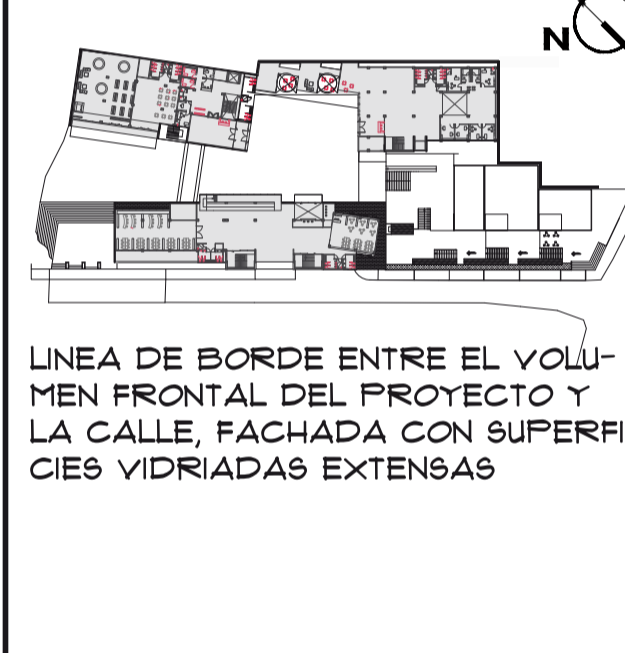 N
LINEA DE BORDE ENTRE EL VOLU-
MEN FRONTAL DEL PROYECTO Y
LA CALLE, FACHADA CON SUPERFI
CIES VIDRIADAS EXTENSAS